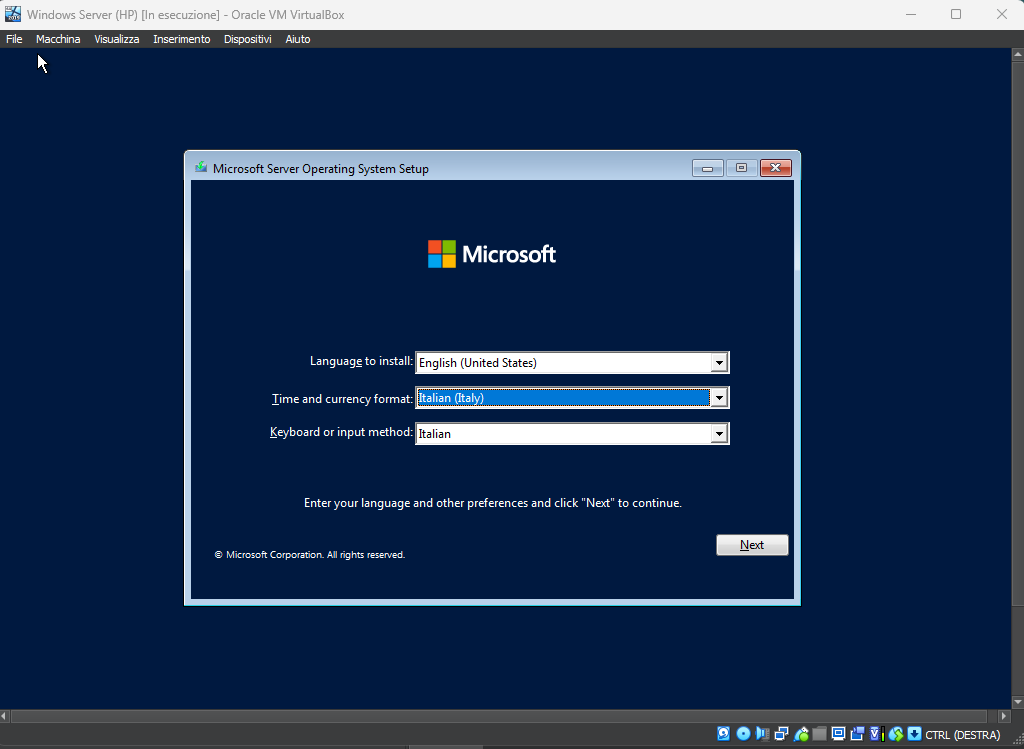 Windows Server (HP) [In esecuzione] - Oracle VM VirtualBox
File Macchina Visualizza Inserimento Dispositivi Aiuto
Microsoft Server Operating System Setup
Microsoft
Language to install: English (United States)
Time and currency format: Italian (Italy)
Keyboard or input method: Italian
Enter your language and other preferences and click "Next" to continue.
Next
© Microsoft Corporation. All rights reserved.
CTRL (DESTRA)